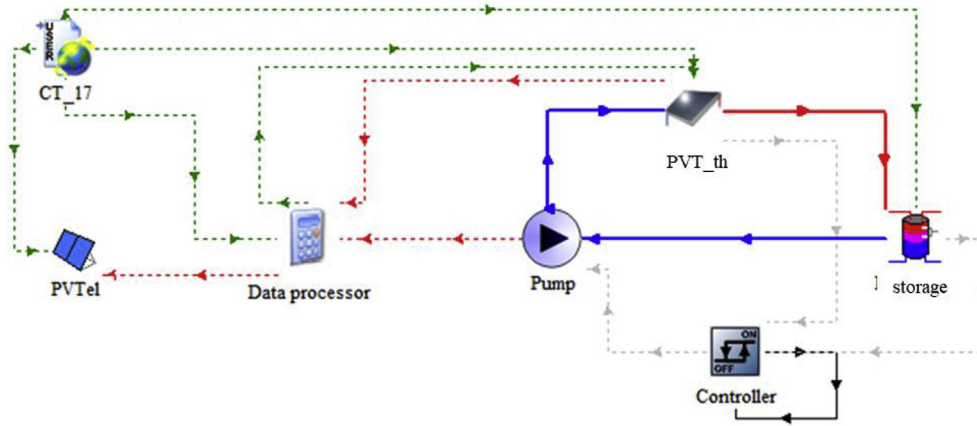 USER
CT_17
PVT_th
PVTel
Data processor
Pump
storage
ON
OFF
Controller